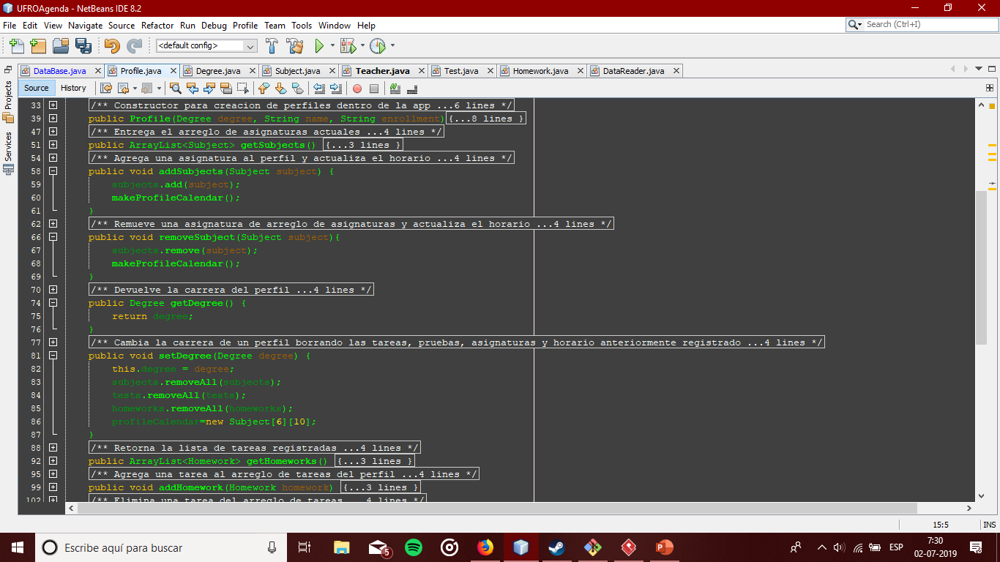 UFROAgenda - NetBeans IDE 8.2
File Edit View Navigate Source Refactor Run Debug Profile Team Tools Window Help
Search (Ctrl+I)
<default config>
DataBase.java Profile.java Degree.java Subject.java Teacher.java Test.java Homework.java DataReader.java
Projects
Services
Source History
33 /** Constructor para creacion de perfiles dentro de la app ...6 lines */
39 public Profile(Degree degree, String name, String enrollment) {...8 lines }
47 /** Entrega el arreglo de asignaturas actuales ...4 lines */
51 public ArrayList<Subject> getSubjects() {...3 lines }
54 /** Agrega una asignatura al perfil y actualiza el horario ...4 lines */
58 public void addSubjects(Subject subject) {
59 subjects.add(subject);
60 makeProfileCalendar();
61 }
62 /** Remueve una asignatura de arreglo de asignaturas y actualiza el horario ...4 lines */
66 public void removeSubject(Subject subject){
67 subjects.remove(subject);
68 makeProfileCalendar();
69 }
70 /** Devuelve la carrera del perfil ...4 lines */
74 public Degree getDegree() {
75 return degree;
76 }
77 /** Cambia la carrera de un perfil borrando las tareas, pruebas, asignaturas y horario anteriormente registrado ...4 lines */
81 public void setDegree(Degree degree) {
82 this.degree = degree;
83 subjects.removeAll(subjects);
84 tests.removeAll(tests);
85 homeworks.removeAll(homeworks);
86 profileCalendar=new Subject[6][10];
87 }
88 /** Retorna la lista de tareas registradas ...4 lines */
92 public ArrayList<Homework> getHomeworks() {...3 lines }
95 /** Agrega una tarea al arreglo de tareas del perfil ...4 lines */
99 public void addHomework(Homework homework) {...3 lines }
102 /** Elimina una tarea del arreglo de tareas ...4 lines */
15:5 INS
Escribe aquí para buscar
5
ESP
7:30
02-07-2019